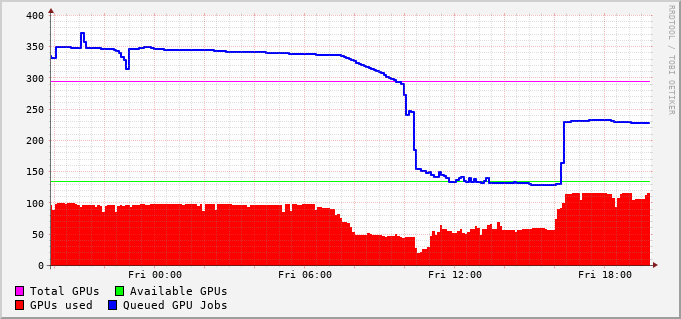 400
350
300
250
200
150
100
50
0
Fri 00:00 Fri 06:00 Fri 12:00 Fri 18:00
Total GPUs Available GPUs
GPUs used Queued GPU Jobs
RRDTOOL / TOBI OETIKER